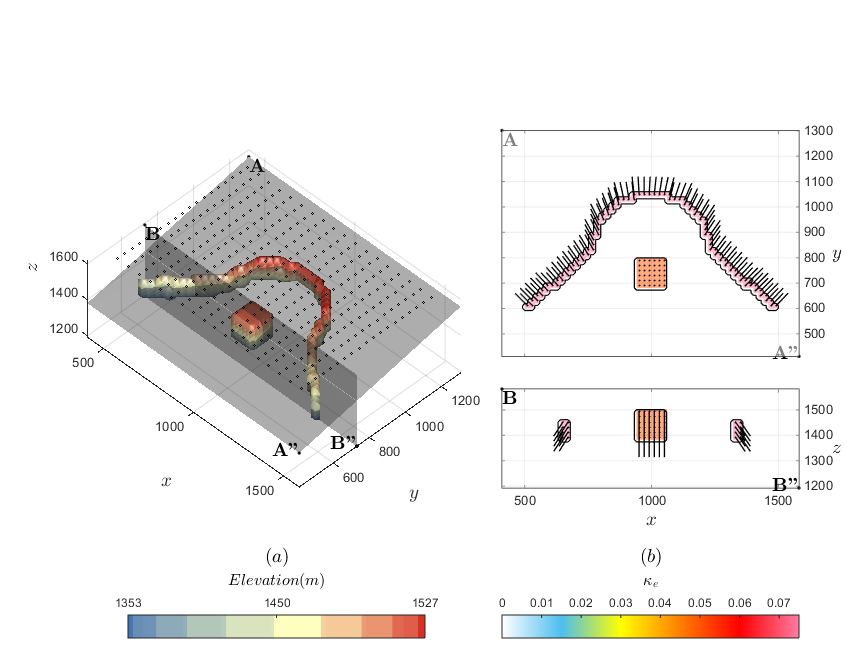 A
B
A"
B"
1600
1400
1200
z
500
1000
1500
x
600
800
1000
1200
y
(a)
Elevation(m)
1353 1450 1527
A
A"
1300
1200
1100
1000
900
800
700
600
500
y
B
B"
1500
1400
1300
1200
z
500 1000 1500
x
(b)
κe
0 0.01 0.02 0.03 0.04 0.05 0.06 0.07